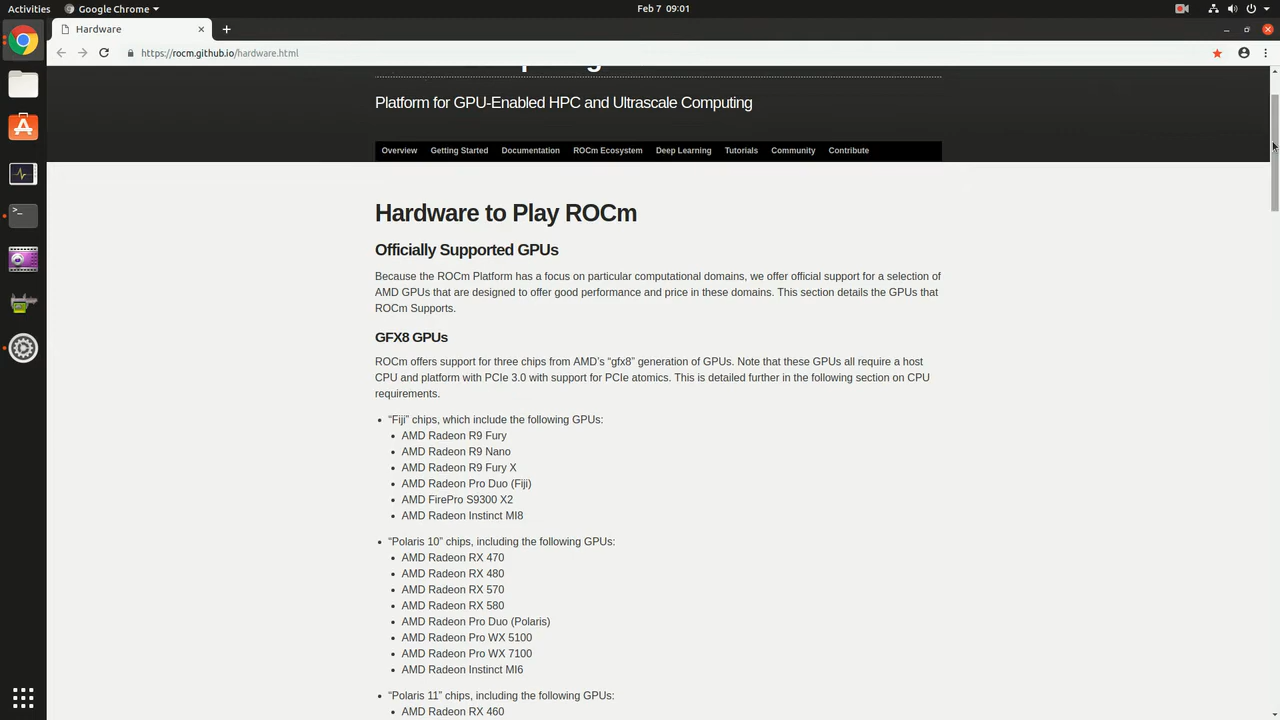 Activities
Google Chrome
Feb 7 09:01
Hardware
https://rocm.github.io/hardware.html
Platform for GPU-Enabled HPC and Ultrascale Computing
Overview Getting Started Documentation ROCm Ecosystem Deep Learning Tutorials Community Contribute
Hardware to Play ROCm
Officially Supported GPUs
Because the ROCm Platform has a focus on particular computational domains, we offer official support for a selection of
AMD GPUs that are designed to offer good performance and price in these domains. This section details the GPUs that
ROCm Supports.
GFX8 GPUs
ROCm offers support for three chips from AMD's “gfx8” generation of GPUs. Note that these GPUs all require a host
CPU and platform with PCIe 3.0 with support for PCIe atomics. This is detailed further in the following section on CPU
requirements.
• “Fiji” chips, which include the following GPUs:
• AMD Radeon R9 Fury
• AMD Radeon R9 Nano
• AMD Radeon R9 Fury X
• AMD Radeon Pro Duo (Fiji)
• AMD FirePro S9300 X2
• AMD Radeon Instinct MI8
• “Polaris 10” chips, including the following GPUs:
• AMD Radeon RX 470
• AMD Radeon RX 480
• AMD Radeon RX 570
• AMD Radeon RX 580
• AMD Radeon Pro Duo (Polaris)
• AMD Radeon Pro WX 5100
• AMD Radeon Pro WX 7100
• AMD Radeon Instinct MI6
• “Polaris 11” chips, including the following GPUs:
• AMD Radeon RX 460